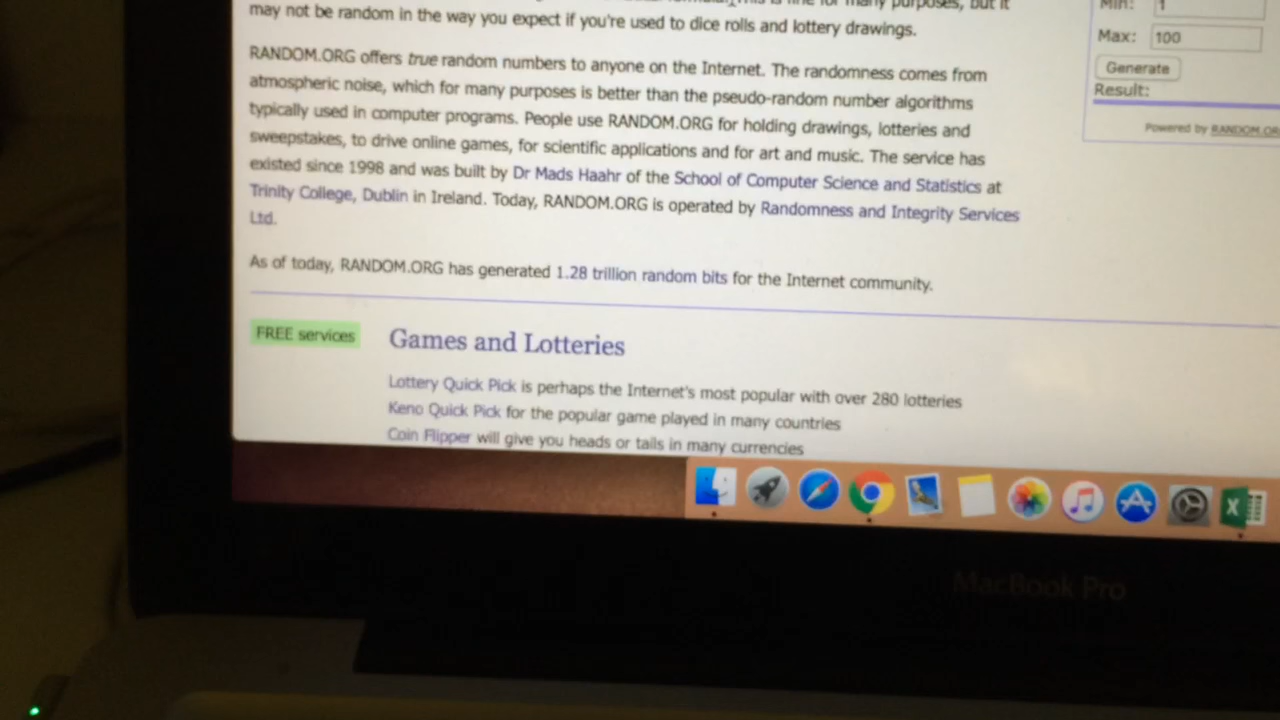 may not be random in the way you expect if you're used to dice rolls and lottery drawings.
RANDOM.ORG offers true random numbers to anyone on the Internet. The randomness comes from
atmospheric noise, which for many purposes is better than the pseudo-random number algorithms
typically used in computer programs. People use RANDOM.ORG for holding drawings, lotteries and
sweepstakes, to drive online games, for scientific applications and for art and music. The service has
existed since 1998 and was built by Dr Mads Haahr of the School of Computer Science and Statistics at
Trinity College, Dublin in Ireland. Today, RANDOM.ORG is operated by Randomness and Integrity Services
Ltd.
As of today, RANDOM.ORG has generated 1.28 trillion random bits for the Internet community.
Min: 1
Max: 100
Generate
Result:
Powered by RANDOM.OR
FREE services
Games and Lotteries
Lottery Quick Pick is perhaps the Internet's most popular with over 280 lotteries
Keno Quick Pick for the popular game played in many countries
Coin Flipper will give you heads or tails in many currencies
MacBook Pro